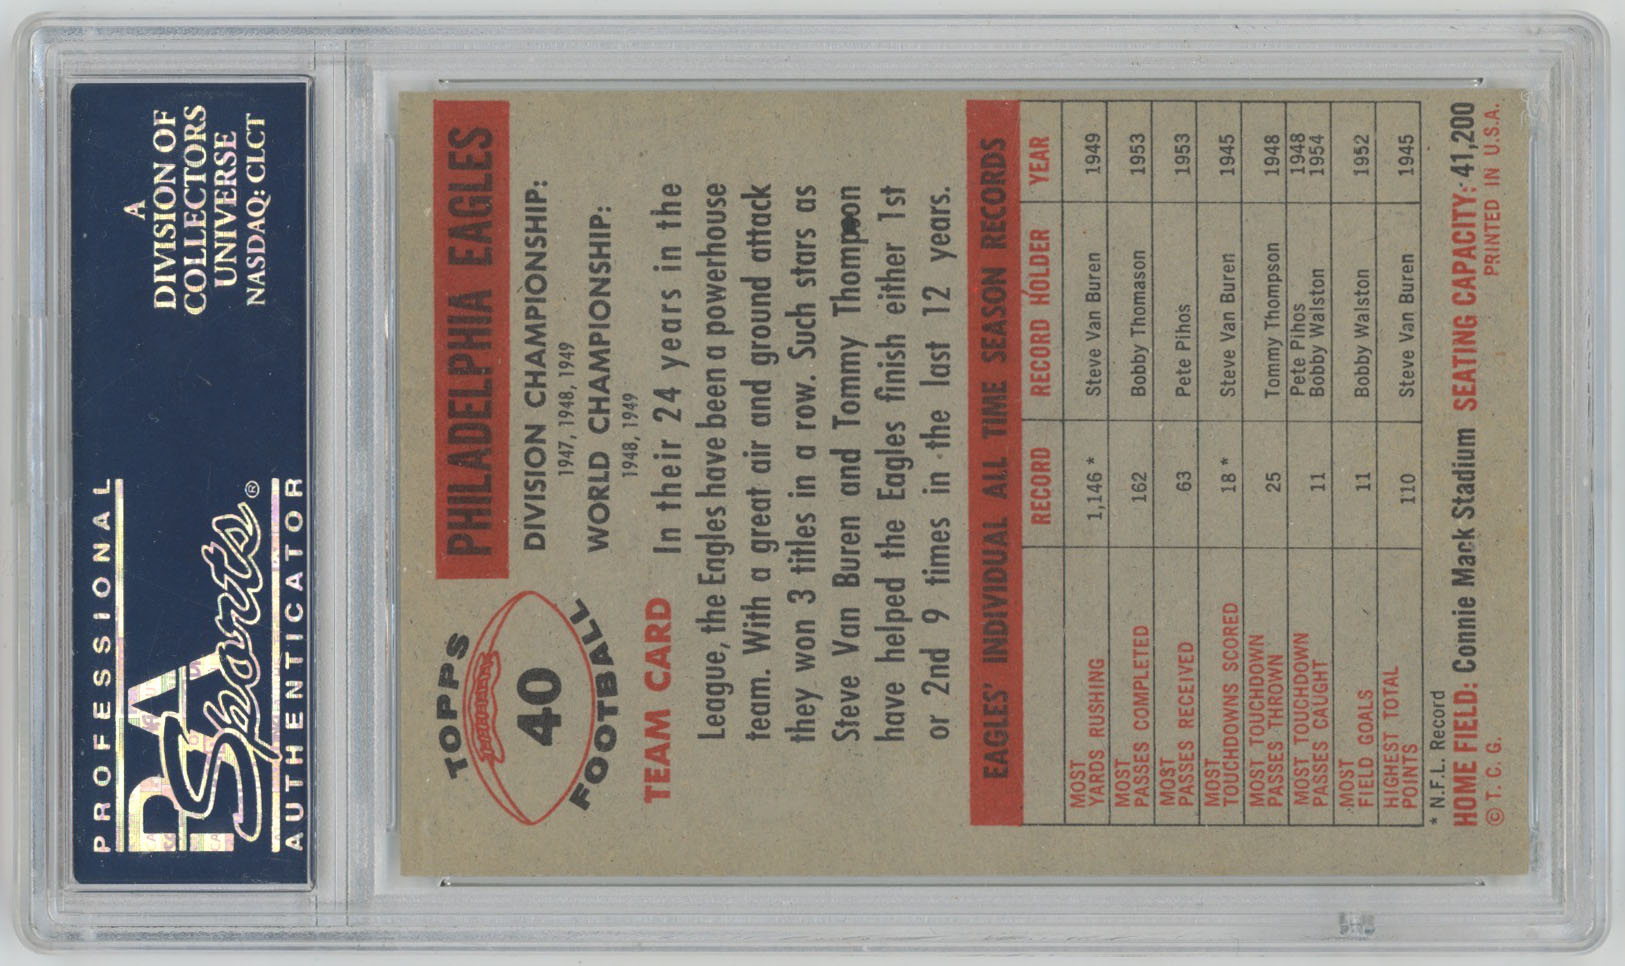 PROFESSIONAL
PSA
Sports®
AUTHENTICATOR
A
DIVISION OF
COLLECTORS
UNIVERSE
NASDAQ: CLCT
TOPPS
40
FOOTBALL
PHILADELPHIA EAGLES
DIVISION CHAMPIONSHIP:
1947, 1948, 1949
WORLD CHAMPIONSHIP:
1948, 1949
TEAM CARD In their 24 years in the
League, the Eagles have been a powerhouse
team. With a great air and ground attack
they won 3 titles in a row. Such stars as
Steve Van Buren and Tommy Thompson
have helped the Eagles finish either 1st
or 2nd 9 times in the last 12 years.
EAGLES' INDIVIDUAL ALL TIME SEASON RECORDS
RECORD RECORD HOLDER YEAR
MOST
YARDS RUSHING 1,146 * Steve Van Buren 1949
MOST
PASSES COMPLETED 162 Bobby Thomason 1953
MOST
PASSES RECEIVED 63 Pete Pihos 1953
MOST
TOUCHDOWNS SCORED 18 * Steve Van Buren 1945
MOST TOUCHDOWN
PASSES THROWN 25 Tommy Thompson 1948
MOST TOUCHDOWN Pete Pihos 1948
PASSES CAUGHT 11 Bobby Walston 1954
MOST
FIELD GOALS 11 Bobby Walston 1952
HIGHEST TOTAL
POINTS 110 Steve Van Buren 1945
* N.F.L. Record
HOME FIELD: Connie Mack Stadium SEATING CAPACITY: 41,200
© T. C. G. PRINTED IN U.S.A.